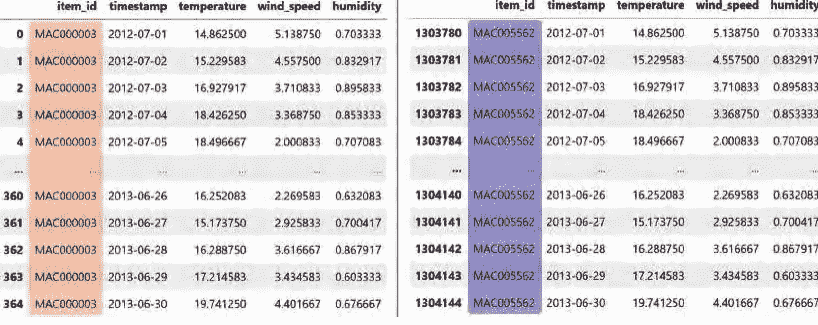 item_id timestamp temperature wind_speed humidity
0 MAC000003 2012-07-01 14.862500 5.138750 0.703333
1 MAC000003 2012-07-02 15.229583 4.557500 0.832917
2 MAC000003 2012-07-03 16.927917 3.710833 0.895833
3 MAC000003 2012-07-04 18.426250 3.368750 0.853333
4 MAC000003 2012-07-05 18.496667 2.000833 0.707083
... ... ... ... ... ...
360 MAC000003 2013-06-26 16.252083 2.269583 0.632083
361 MAC000003 2013-06-27 15.173750 2.925833 0.700417
362 MAC000003 2013-06-28 16.288750 3.616667 0.867917
363 MAC000003 2013-06-29 17.214583 3.434583 0.603333
364 MAC000003 2013-06-30 19.741250 4.401667 0.676667
item_id timestamp temperature wind_speed humidity
1303780 MAC005562 2012-07-01 14.862500 5.138750 0.703333
1303781 MAC005562 2012-07-02 15.229583 4.557500 0.832917
1303782 MAC005562 2012-07-03 16.927917 3.710833 0.895833
1303783 MAC005562 2012-07-04 18.426250 3.368750 0.853333
1303784 MAC005562 2012-07-05 18.496667 2.000833 0.707083
... ... ... ... ... ...
1304140 MAC005562 2013-06-26 16.252083 2.269583 0.632083
1304141 MAC005562 2013-06-27 15.173750 2.925833 0.700417
1304142 MAC005562 2013-06-28 16.288750 3.616667 0.867917
1304143 MAC005562 2013-06-29 17.214583 3.434583 0.603333
1304144 MAC005562 2013-06-30 19.741250 4.401667 0.676667